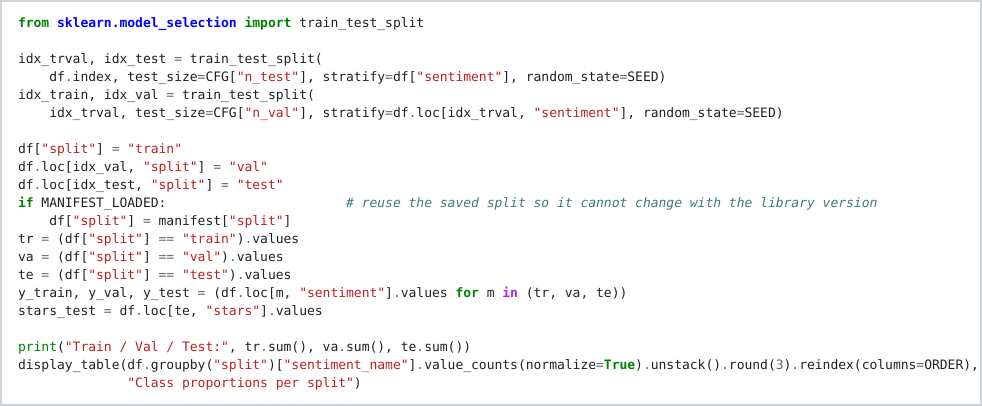 from sklearn.model_selection import train_test_split

idx_trval, idx_test = train_test_split(
    df.index, test_size=CFG["n_test"], stratify=df["sentiment"], random_state=SEED)
idx_train, idx_val = train_test_split(
    idx_trval, test_size=CFG["n_val"], stratify=df.loc[idx_trval, "sentiment"], random_state=SEED)

df["split"] = "train"
df.loc[idx_val, "split"] = "val"
df.loc[idx_test, "split"] = "test"
if MANIFEST_LOADED:                       # reuse the saved split so it cannot change with the library version
    df["split"] = manifest["split"]
tr = (df["split"] == "train").values
va = (df["split"] == "val").values
te = (df["split"] == "test").values
y_train, y_val, y_test = (df.loc[m, "sentiment"].values for m in (tr, va, te))
stars_test = df.loc[te, "stars"].values

print("Train / Val / Test:", tr.sum(), va.sum(), te.sum())
display_table(df.groupby("split")["sentiment_name"].value_counts(normalize=True).unstack().round(3).reindex(columns=ORDER),
              "Class proportions per split")